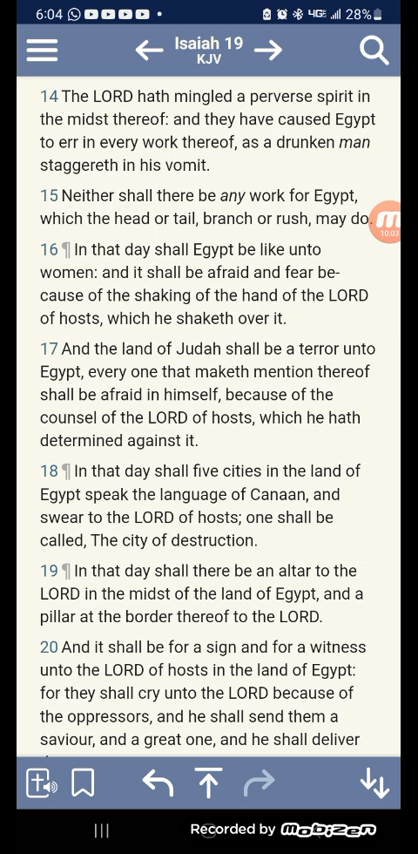 6:04 4GE 28%
Isaiah 19
KJV
14 The LORD hath mingled a perverse spirit in
the midst thereof: and they have caused Egypt
to err in every work thereof, as a drunken man
staggereth in his vomit.
15 Neither shall there be any work for Egypt,
which the head or tail, branch or rush, may do.
10:03
16 ¶ In that day shall Egypt be like unto
women: and it shall be afraid and fear be-
cause of the shaking of the hand of the LORD
of hosts, which he shaketh over it.
17 And the land of Judah shall be a terror unto
Egypt, every one that maketh mention thereof
shall be afraid in himself, because of the
counsel of the LORD of hosts, which he hath
determined against it.
18 ¶ In that day shall five cities in the land of
Egypt speak the language of Canaan, and
swear to the LORD of hosts; one shall be
called, The city of destruction.
19 ¶ In that day shall there be an altar to the
LORD in the midst of the land of Egypt, and a
pillar at the border thereof to the LORD.
20 And it shall be for a sign and for a witness
unto the LORD of hosts in the land of Egypt:
for they shall cry unto the LORD because of
the oppressors, and he shall send them a
saviour, and a great one, and he shall deliver
Recorded by mobizen